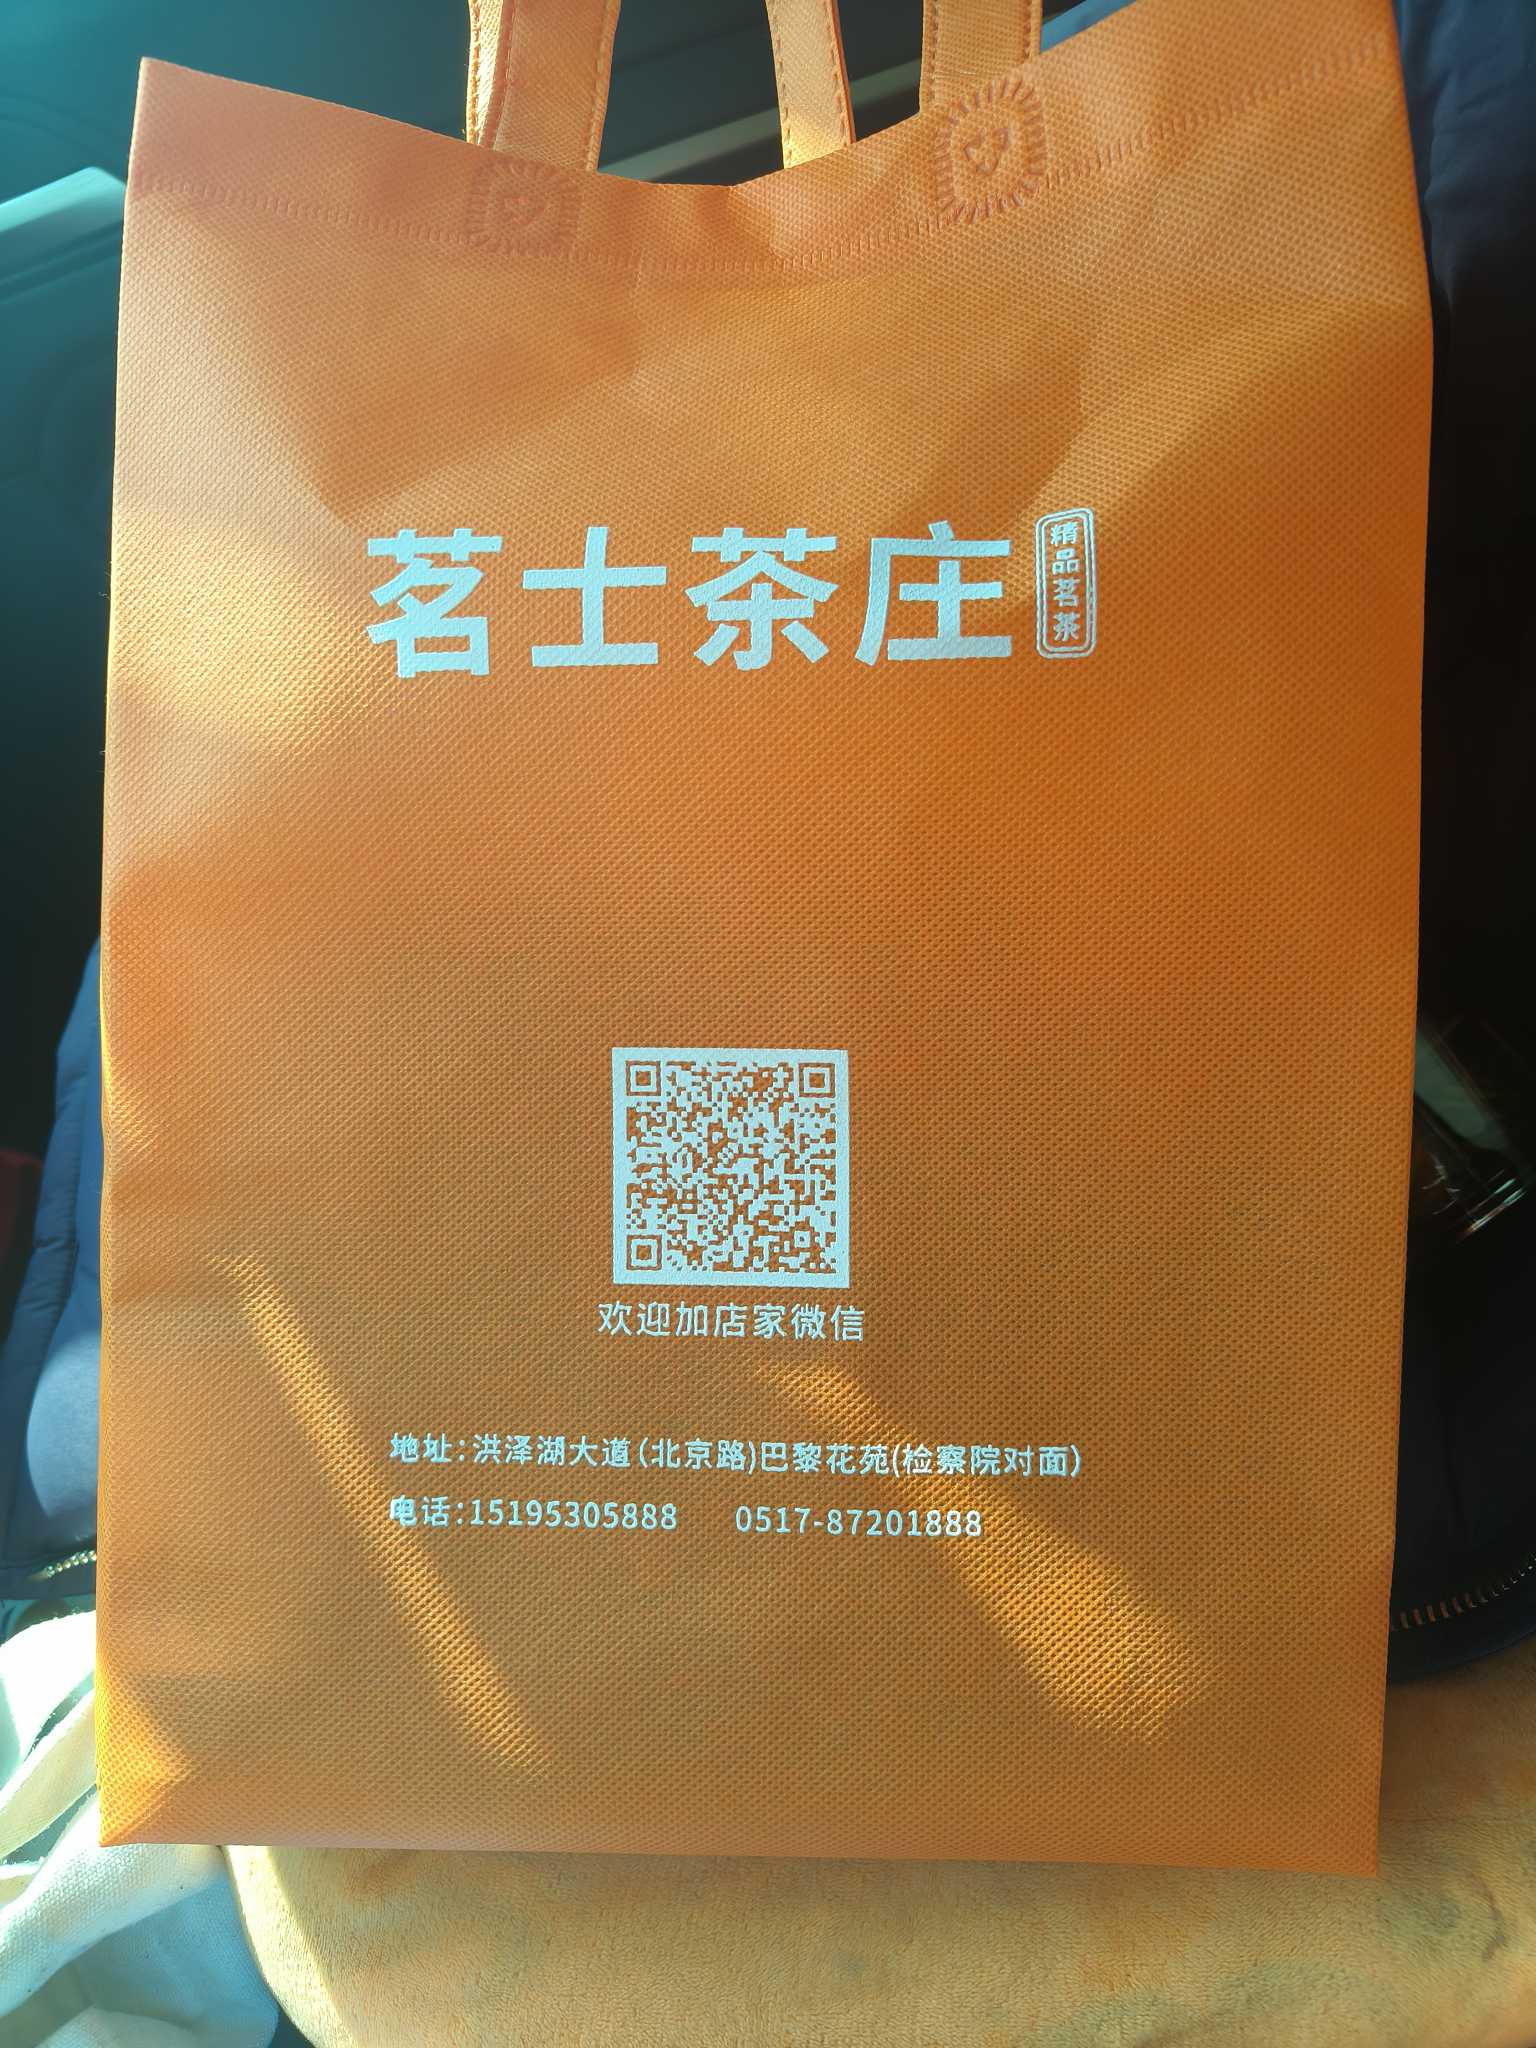 茗士茶庄
精品茗茶
欢迎加店家微信
地址:洪泽湖大道(北京路)巴黎花苑(检察院对面)
电话:15195305888 0517-87201888